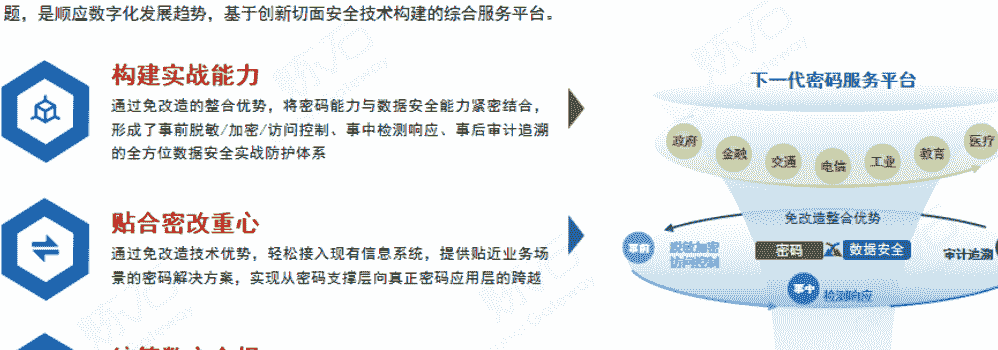 题，是顺应数字化发展趋势，基于创新切面安全技术构建的综合服务平台。
构建实战能力
通过免改造的整合优势，将密码能力与数据安全能力紧密结合，
形成了事前脱敏/加密/访问控制、事中检测响应、事后审计追溯
的全方位数据安全实战防护体系
贴合密改重心
通过免改造技术优势，轻松接入现有信息系统，提供贴近业务场
景的密码解决方案，实现从密码支撑层向真正密码应用层的跨越
下一代密码服务平台
政府
金融
交通
电信
工业
教育
医疗
免改造整合优势
事前
脱敏加密
访问控制
密码
数据安全
审计追溯
事中
检测响应